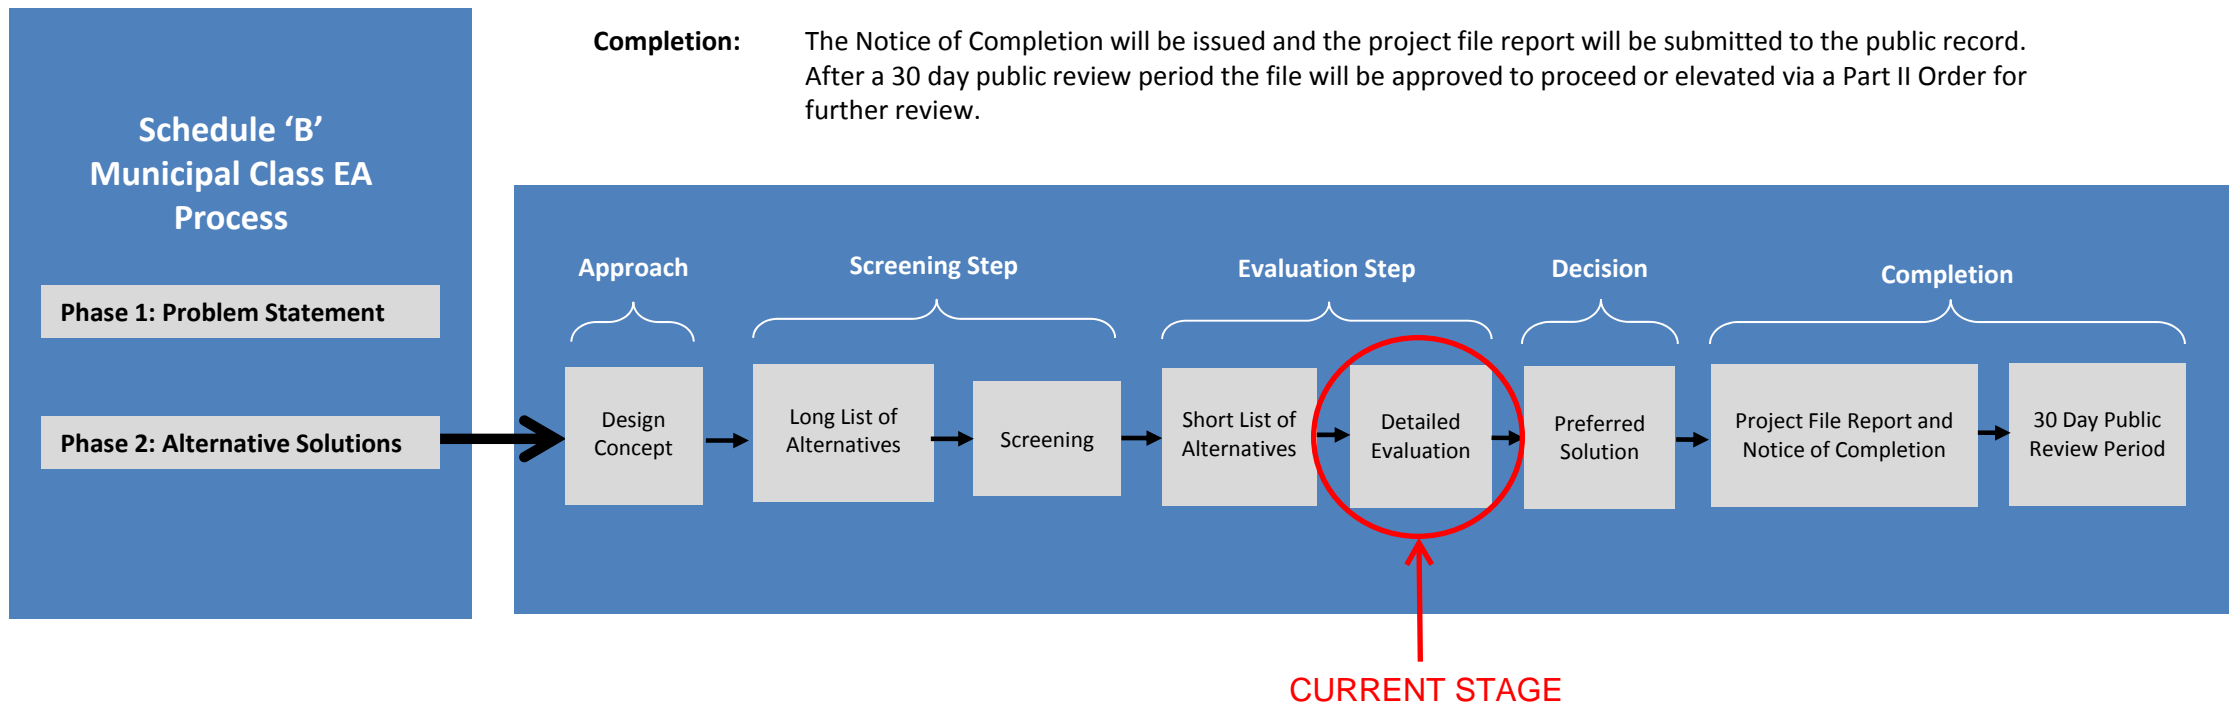 Completion: The Notice of Completion will be issued and the project file report will be submitted to the public record.
After a 30 day public review period the file will be approved to proceed or elevated via a Part II Order for
further review.
Schedule ‘B’
Municipal Class EA
Process
Phase 1: Problem Statement
Phase 2: Alternative Solutions
Approach
Screening Step
Evaluation Step
Decision
Completion
Design
Concept
Long List of
Alternatives
Screening
Short List of
Alternatives
Detailed
Evaluation
Preferred
Solution
Project File Report and
Notice of Completion
30 Day Public
Review Period
CURRENT STAGE